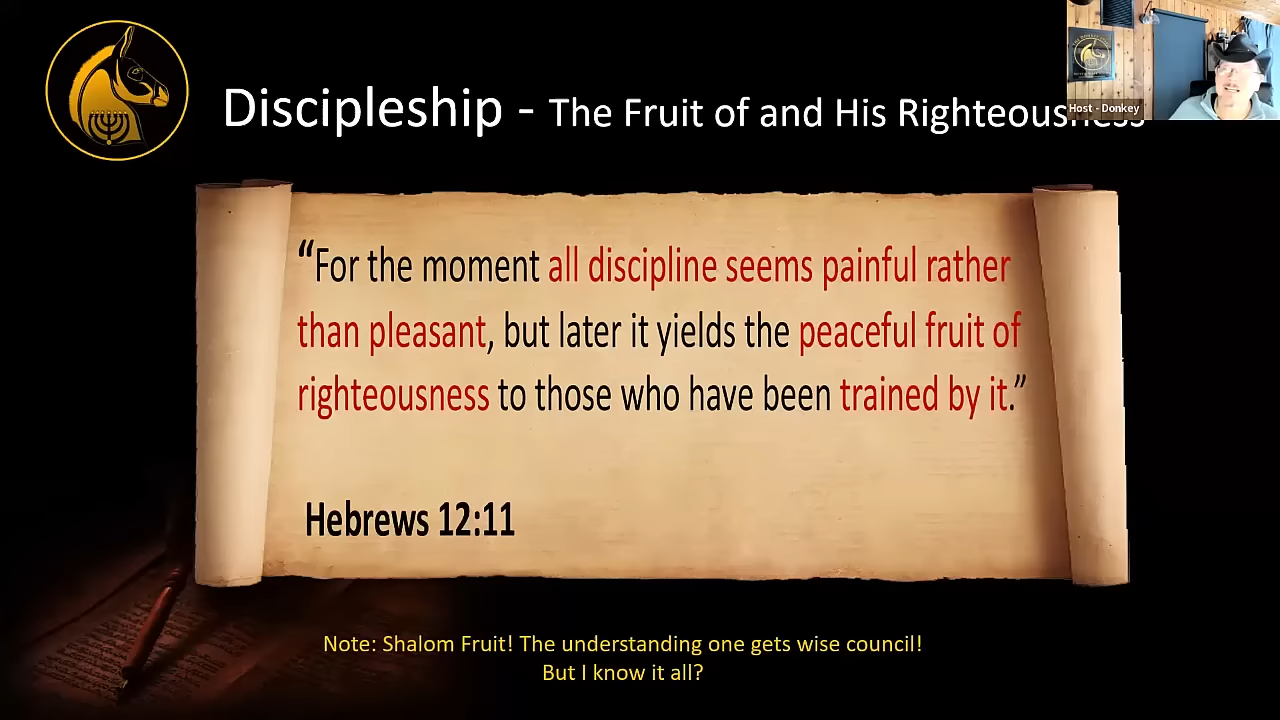 Discipleship - The Fruit of and His Righteousness
Host - Donkey
“For the moment all discipline seems painful rather
than pleasant, but later it yields the peaceful fruit of
righteousness to those who have been trained by it.”
Hebrews 12:11
Note: Shalom Fruit! The understanding one gets wise council!
But I know it all?